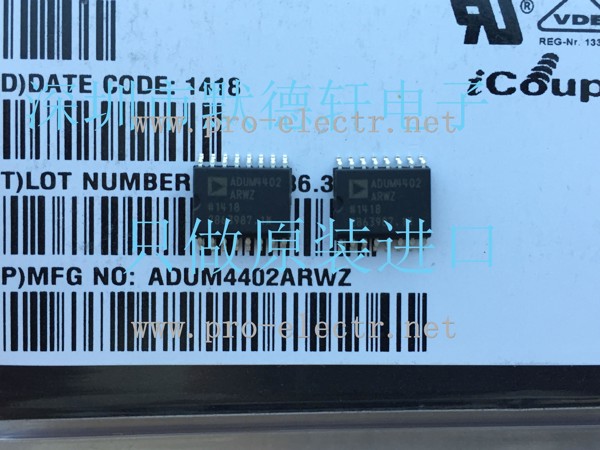 VDE
REG-Nr. 133
iCoup
D)DATE CODE: 1418
深圳市默德轩电子
www.pro-electr.net
T)LOT NUMBER 36.3
ADUM4402
ARWZ
#1418
ADUM4402
ARWZ
#1418
只做原装进口
P)MFG NO: ADUM4402ARWZ
www.pro-electr.net